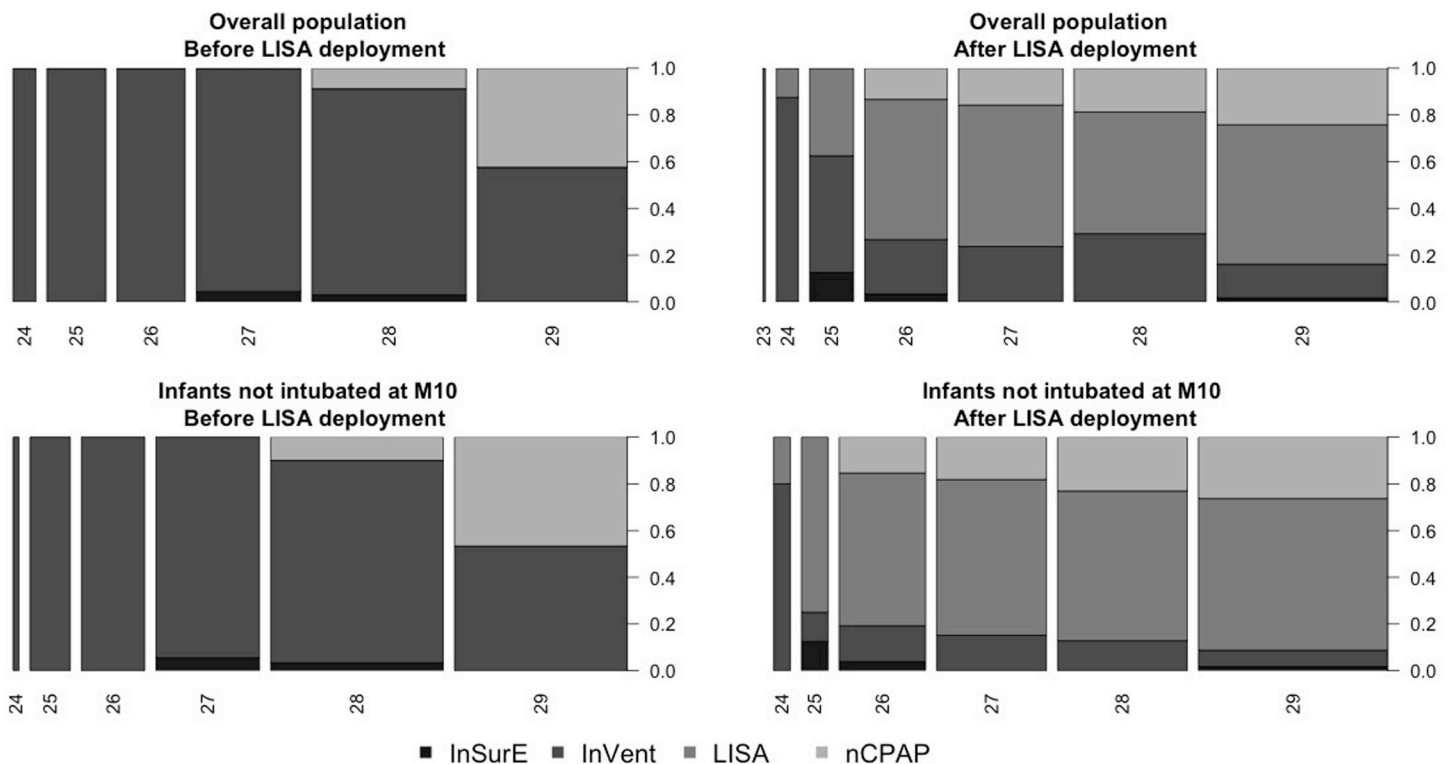 Overall population
Before LISA deployment
1.0
0.8
0.6
0.4
0.2
0.0
24 25 26 27 28 29
Overall population
After LISA deployment
1.0
0.8
0.6
0.4
0.2
0.0
23 24 25 26 27 28 29
Infants not intubated at M10
Before LISA deployment
1.0
0.8
0.6
0.4
0.2
0.0
24 25 26 27 28 29
Infants not intubated at M10
After LISA deployment
1.0
0.8
0.6
0.4
0.2
0.0
24 25 26 27 28 29
InSurE InVent LISA nCPAP